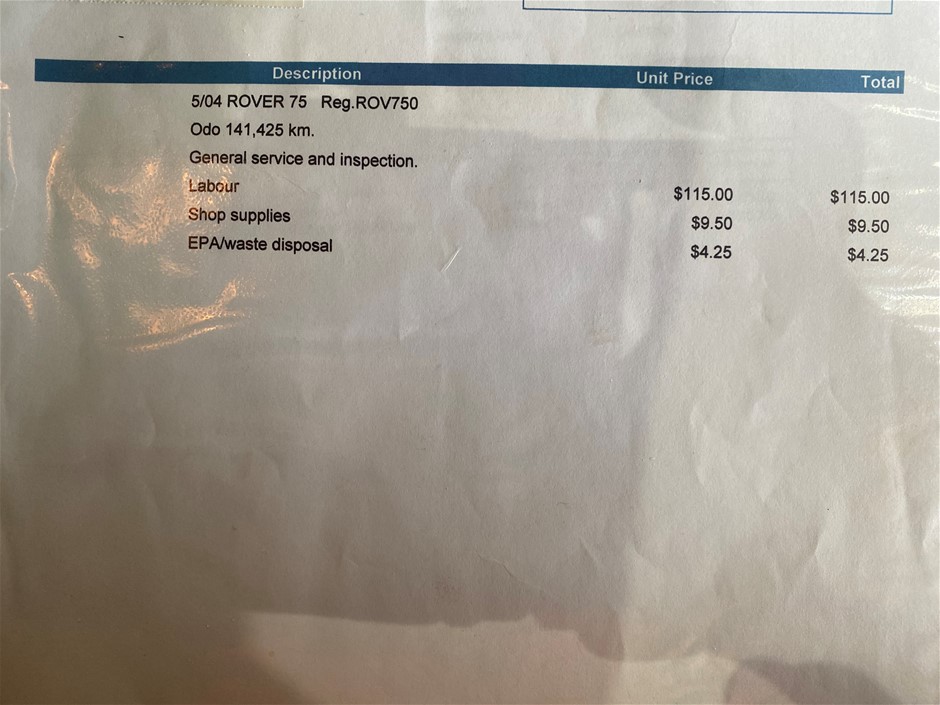 Description Unit Price Total
5/04 ROVER 75 Reg.ROV750
Odo 141,425 km.
General service and inspection.
Labour $115.00 $115.00
Shop supplies $9.50 $9.50
EPA/waste disposal $4.25 $4.25